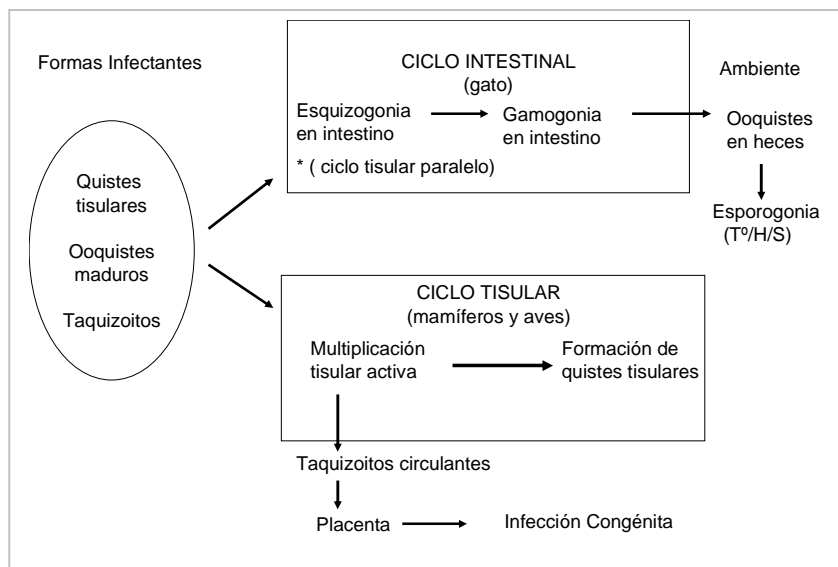 Formas Infectantes
Quistes
tisulares
Ooquistes
maduros
Taquizoitos
CICLO INTESTINAL
(gato)
Esquizogonia
en intestino
Gamogonia
en intestino
* ( ciclo tisular paralelo)
Ambiente
Ooquistes
en heces
Esporogonia
(Tº/H/S)
CICLO TISULAR
(mamíferos y aves)
Multiplicación
tisular activa
Formación de
quistes tisulares
Taquizoitos circulantes
Placenta
Infección Congénita